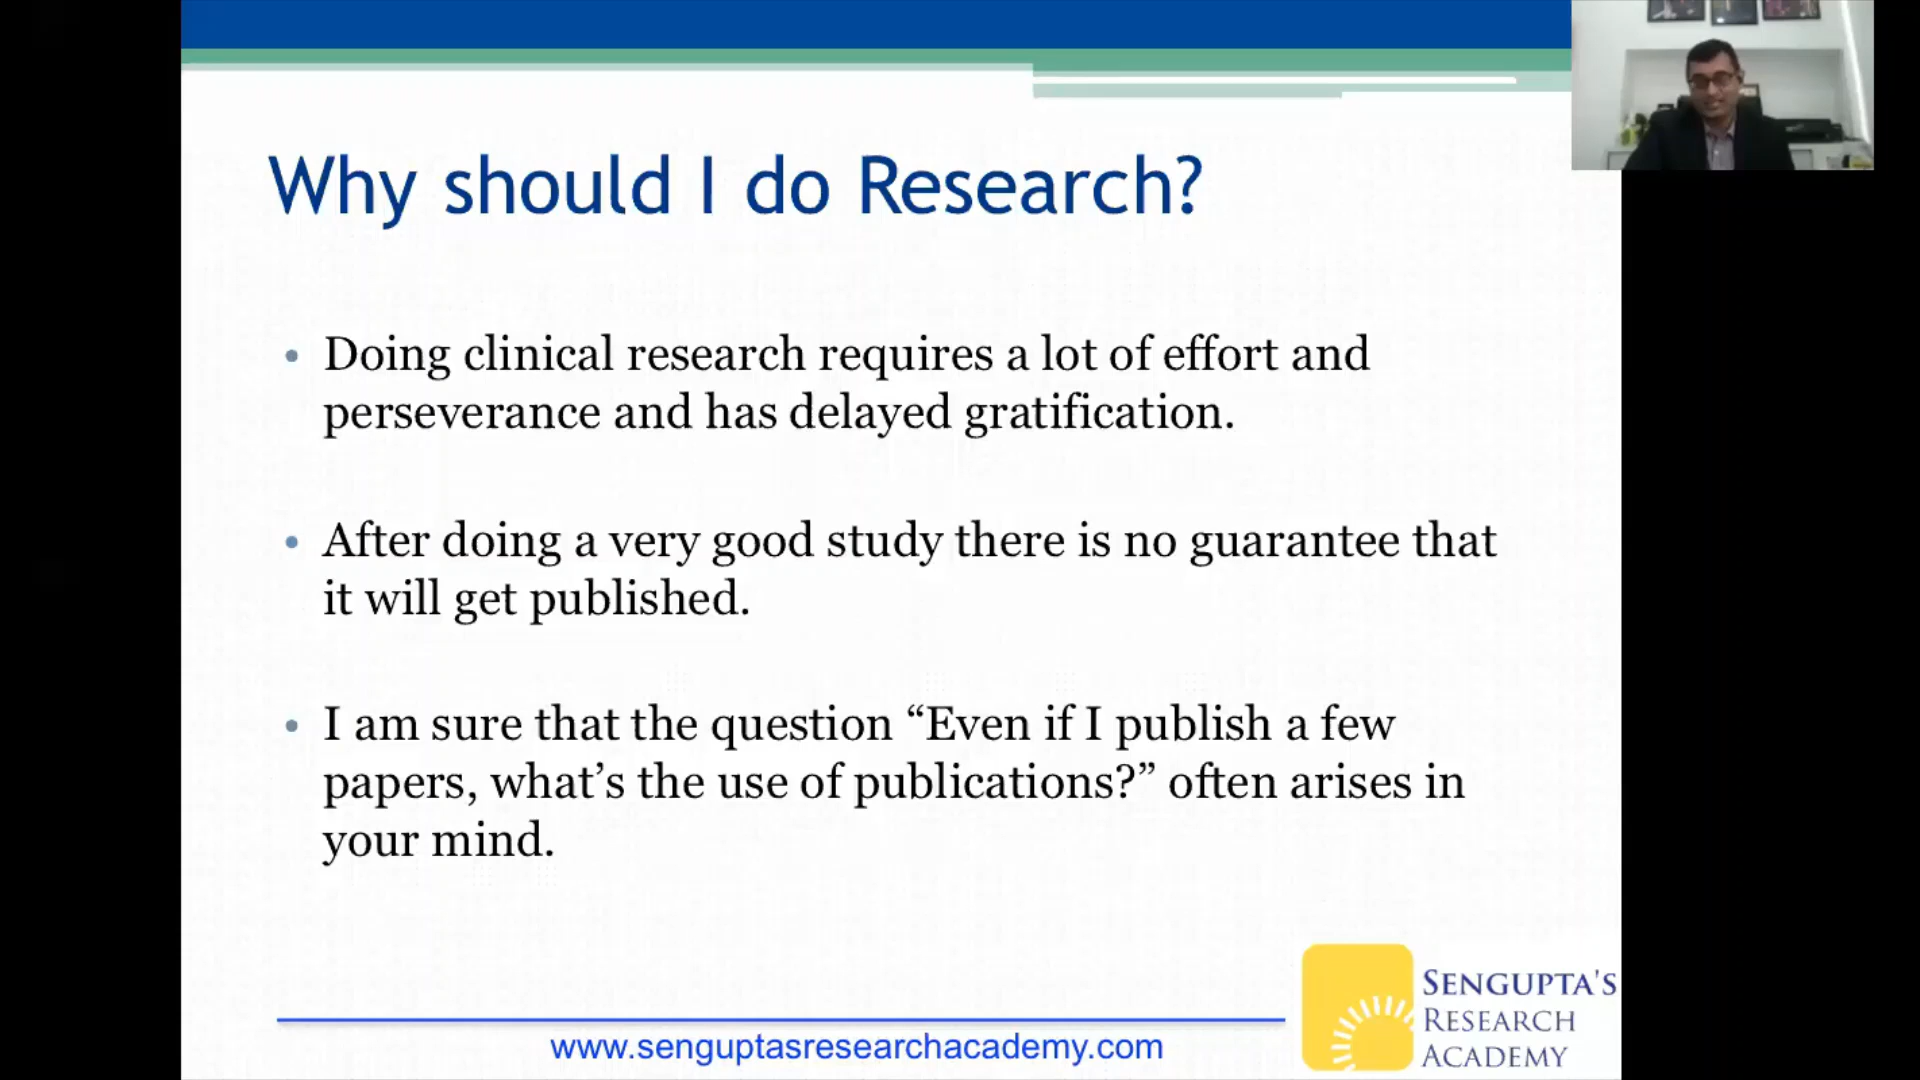 Why should I do Research?
• Doing clinical research requires a lot of effort and
perseverance and has delayed gratification.
• After doing a very good study there is no guarantee that
it will get published.
• I am sure that the question “Even if I publish a few
papers, what’s the use of publications?” often arises in
your mind.
www.senguptasresearchacademy.com
SENGUPTA'S
RESEARCH
ACADEMY